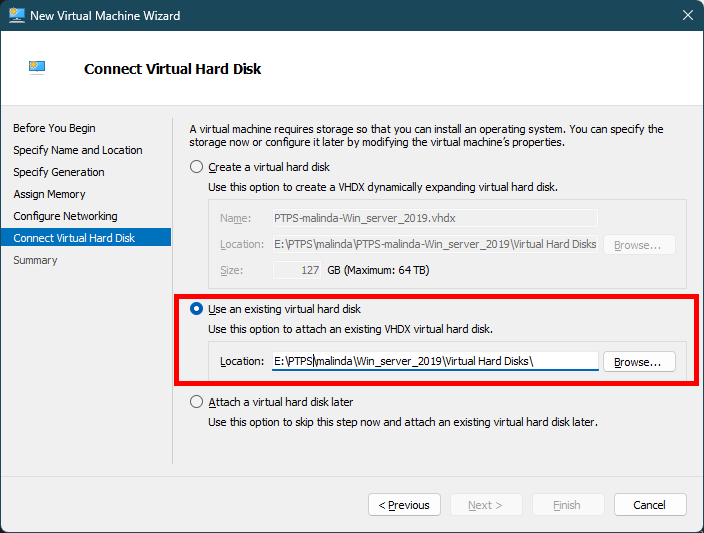 New Virtual Machine Wizard
Connect Virtual Hard Disk
Before You Begin
Specify Name and Location
Specify Generation
Assign Memory
Configure Networking
Connect Virtual Hard Disk
Summary
A virtual machine requires storage so that you can install an operating system. You can specify the
storage now or configure it later by modifying the virtual machine's properties.
Create a virtual hard disk
Use this option to create a VHDX dynamically expanding virtual hard disk.
Name: PTPS-malinda-Win_server_2019.vhdx
Location: E:\PTPS\malinda\PTPS-malinda-Win_server_2019\Virtual Hard Disks Browse...
Size: 127 GB (Maximum: 64 TB)
Use an existing virtual hard disk
Use this option to attach an existing VHDX virtual hard disk.
Location: E:\PTPS\malinda\Win_server_2019\Virtual Hard Disks\ Browse...
Attach a virtual hard disk later
Use this option to skip this step now and attach an existing virtual hard disk later.
< Previous Next > Finish Cancel